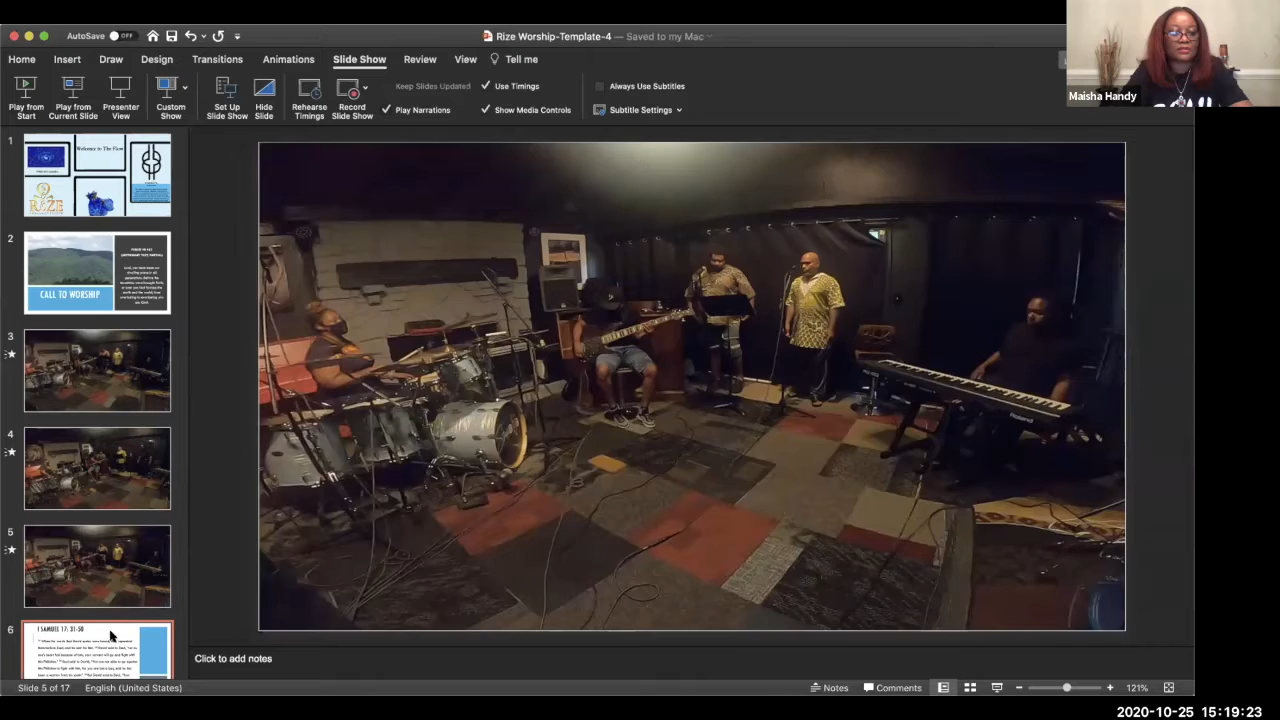 AutoSave OFF
Rize Worship-Template-4 — Saved to my Mac
Home Insert Draw Design Transitions Animations Slide Show Review View Tell me
Play from Start
Play from Current Slide
Presenter View
Custom Show
Set Up Slide Show
Hide Slide
Rehearse Timings
Record Slide Show
Keep Slides Updated
Use Timings
Play Narrations
Show Media Controls
Always Use Subtitles
Subtitle Settings
Maisha Handy
1
Welcome to The Flow
RIZE
2
CALL TO WORSHIP
3
4
5
6
I SAMUEL 17: 31-50
Roland
Click to add notes
Slide 5 of 17
English (United States)
Notes
Comments
121%
2020-10-25 15:19:23